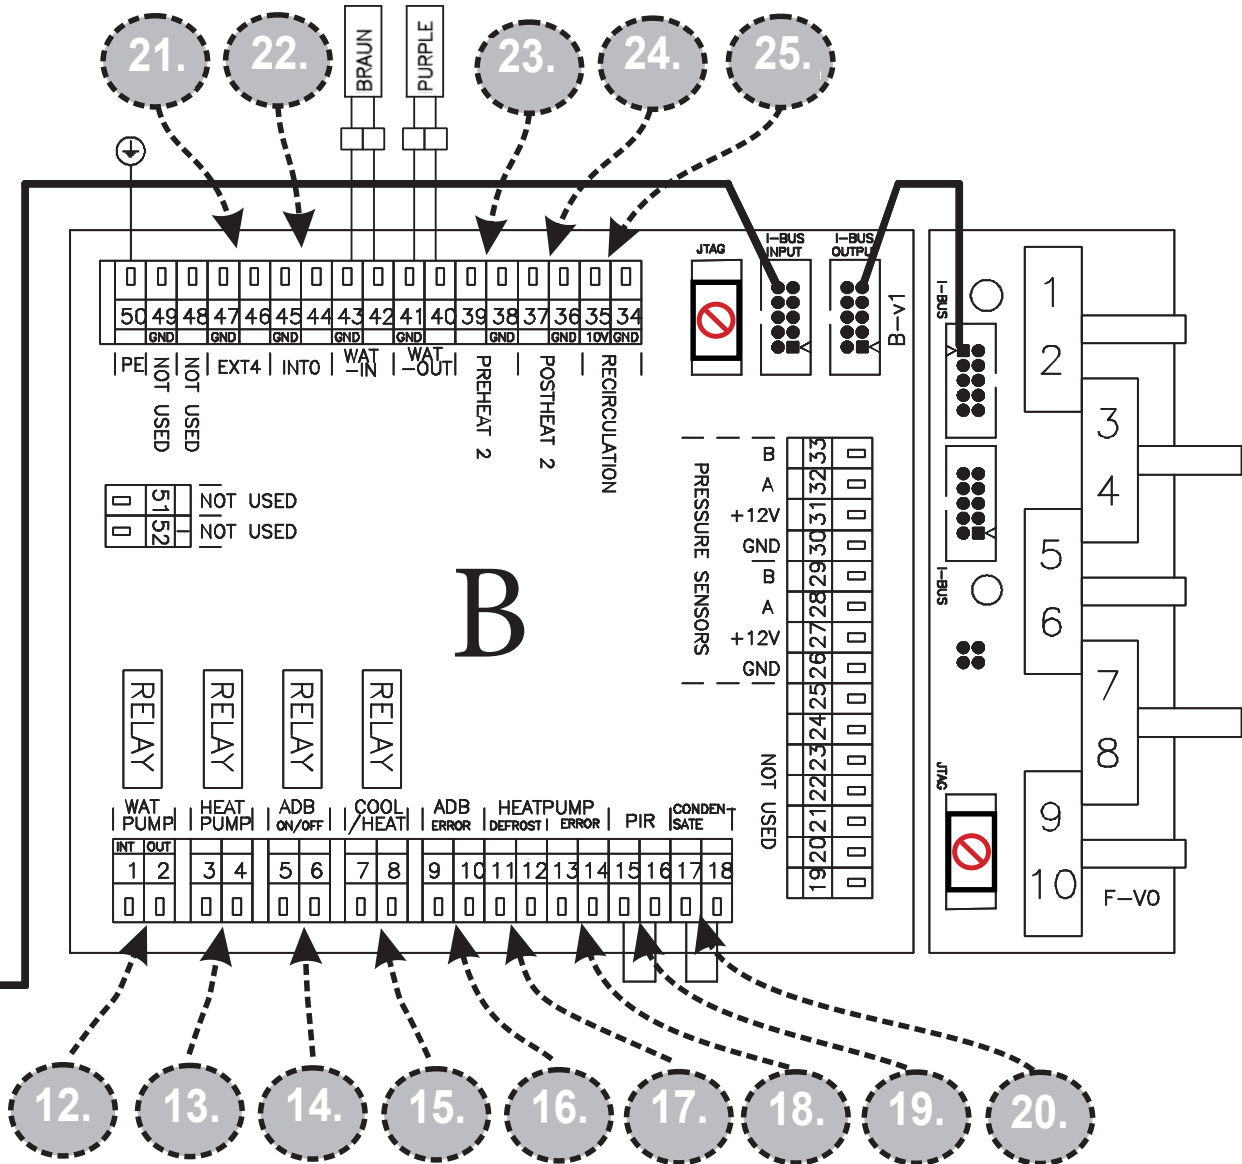 21.
22.
BRAUN
PURPLE
23.
24.
25.
JTAG
I-BUS
INPUT
I-BUS
OUTPUT
B-v1
50 49 48 47 46 45 44 43 42 41 40 39 38 37 36 35 34
GND GND GND GND GND GND GND 10V GND
PE
NOT USED
NOT USED
EXT4
INT0
WAT
-IN
WAT
-OUT
PREHEAT 2
POSTHEAT 2
RECIRCULATION
51 NOT USED
52 NOT USED
B
PRESSURE SENSORS
B 33
A 32
+12V 31
GND 30
B 29
A 28
+12V 27
GND 26
25
24
23
22
21
20
19
NOT USED
RELAY
RELAY
RELAY
RELAY
WAT
PUMP
HEAT
PUMP
ADB
ON/OFF
COOL
/HEAT
ADB
ERROR
HEATPUMP
DEFROST ERROR
PIR
CONDEN-
SATE
INT OUT
1 2 3 4 5 6 7 8 9 10 11 12 13 14 15 16 17 18
I-BUS
I-BUS
JTAG
1
2
3
4
5
6
7
8
9
10
F-V0
12.
13.
14.
15.
16.
17.
18.
19.
20.